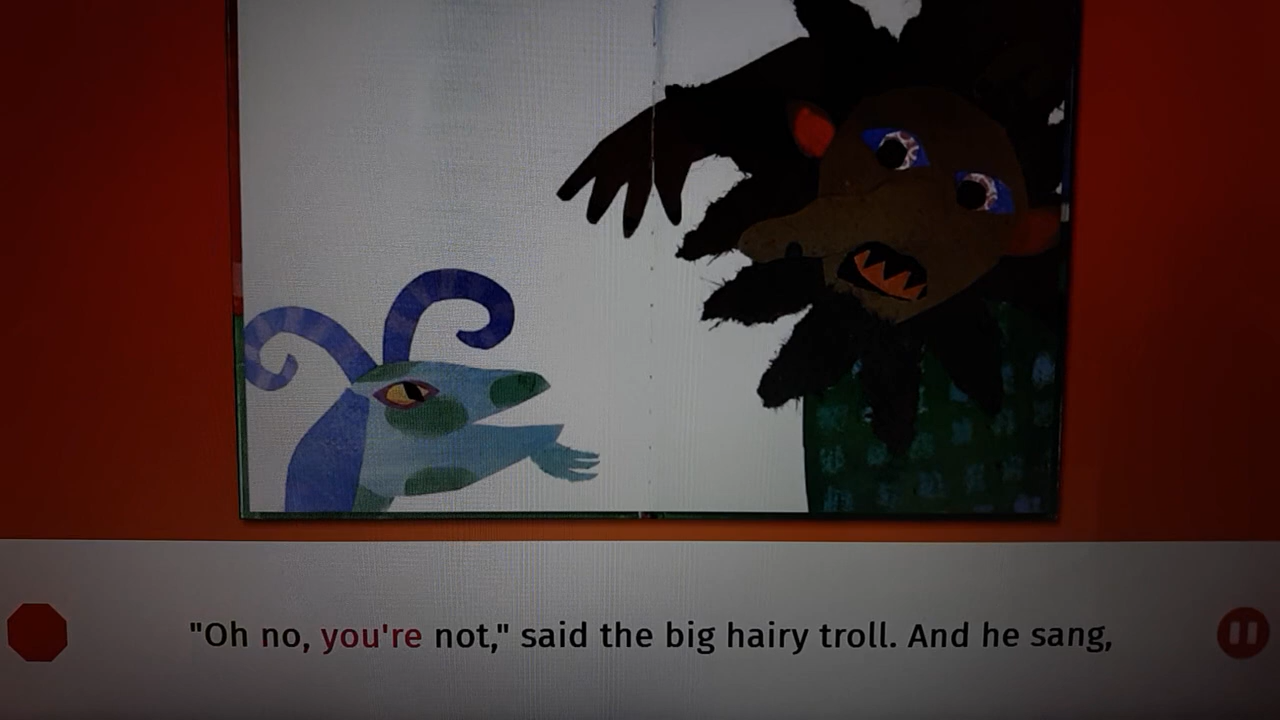 "Oh no, you're not," said the big hairy troll. And he sang,